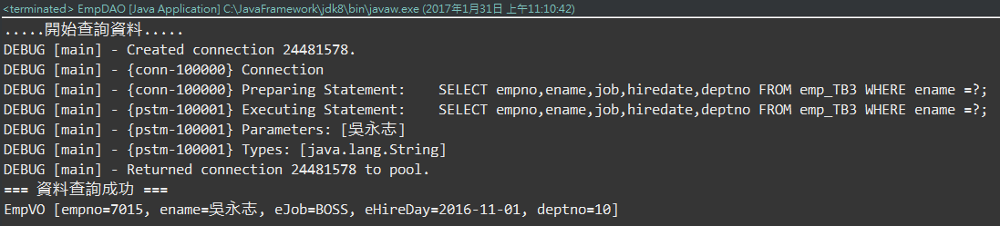 <terminated> EmpDAO [Java Application] C:\JavaFramework\jdk8\bin\javaw.exe (2017年1月31日 上午11:10:42)
.....開始查詢資料.....
DEBUG [main] - Created connection 24481578.
DEBUG [main] - {conn-100000} Connection
DEBUG [main] - {conn-100000} Preparing Statement:    SELECT empno,ename,job,hiredate,deptno FROM emp_TB3 WHERE ename =?;
DEBUG [main] - {pstm-100001} Executing Statement:    SELECT empno,ename,job,hiredate,deptno FROM emp_TB3 WHERE ename =?;
DEBUG [main] - {pstm-100001} Parameters: [吳永志]
DEBUG [main] - {pstm-100001} Types: [java.lang.String]
DEBUG [main] - Returned connection 24481578 to pool.
=== 資料查詢成功 ===
EmpVO [empno=7015, ename=吳永志, eJob=BOSS, eHireDay=2016-11-01, deptno=10]